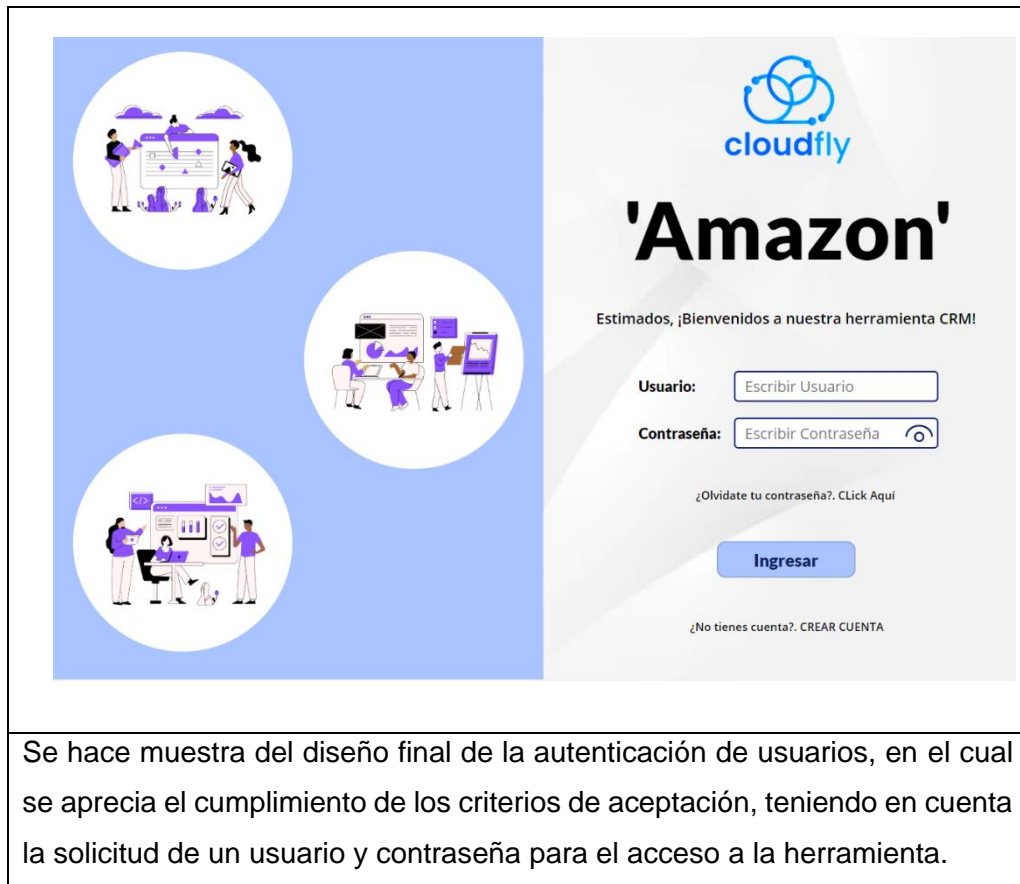 cloudfly
'Amazon'
Estimados, ¡Bienvenidos a nuestra herramienta CRM!
Usuario: Escribir Usuario
Contraseña: Escribir Contraseña
¿Olvidate tu contraseña?. CLick Aquí
Ingresar
¿No tienes cuenta?. CREAR CUENTA
Se hace muestra del diseño final de la autenticación de usuarios, en el cual
se aprecia el cumplimiento de los criterios de aceptación, teniendo en cuenta
la solicitud de un usuario y contraseña para el acceso a la herramienta.